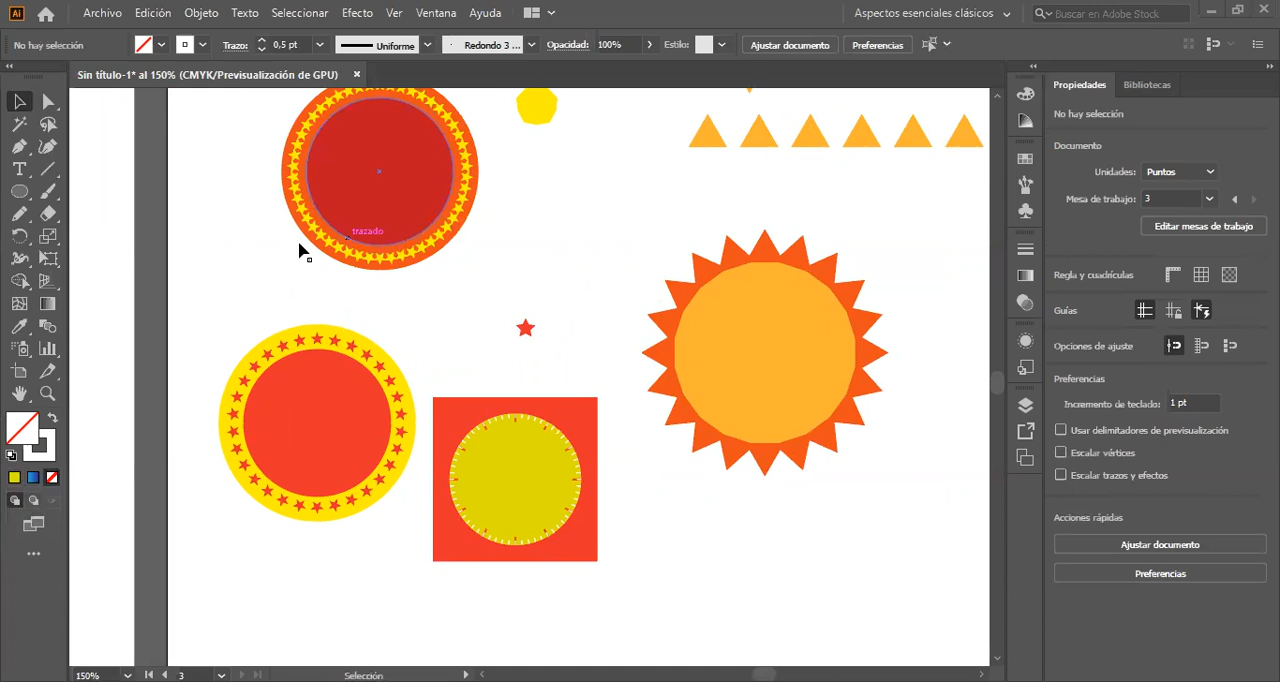 Ai
Archivo Edición Objeto Texto Seleccionar Efecto Ver Ventana Ayuda
Aspectos esenciales clásicos
Buscar en Adobe Stock
No hay selección
Trazo: 0,5 pt
Uniforme
Redondo 3 ...
Opacidad: 100%
Estilo:
Ajustar documento
Preferencias
Sin título-1* al 150% (CMYK/Previsualización de GPU)
Propiedades
Bibliotecas
No hay selección
Documento
Unidades: Puntos
Mesa de trabajo: 3
Editar mesas de trabajo
Regla y cuadrículas
Guías
Opciones de ajuste
Preferencias
Incremento de teclado: 1 pt
Usar delimitadores de previsualización
Escalar vértices
Escalar trazos y efectos
Acciones rápidas
Ajustar documento
Preferencias
trazado
150%
3
Selección